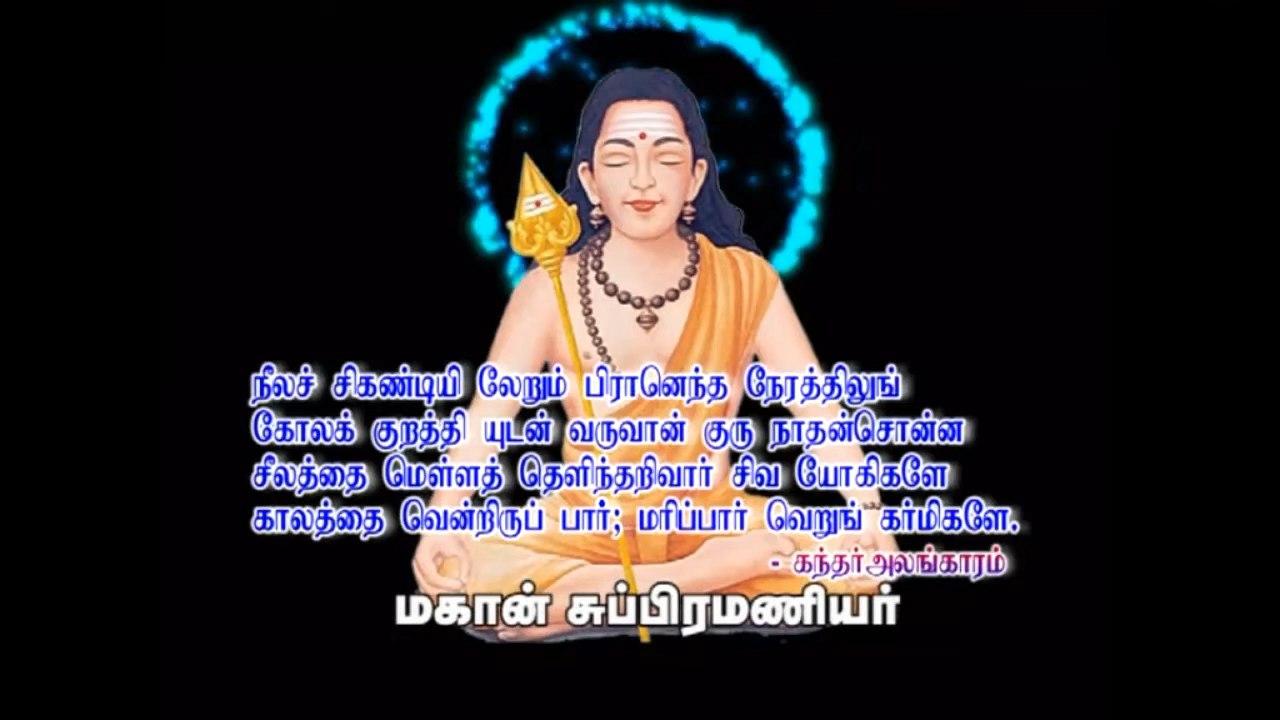 நீலச் சிகண்டியி லேறும் பிரானெந்த நேரத்திலுங்
கோலக் குறத்தி யுடன் வருவான் குரு நாதன்சொன்ன
சீலத்தை மெள்ளத் தெளிந்தறிவார் சிவ யோகிகளே
காலத்தை வென்றிருப் பார்; மரிப்பார் வெறுங் கர்மிகளே.
- கந்தர்அலங்காரம்
மகான் சுப்பிரமணியர்